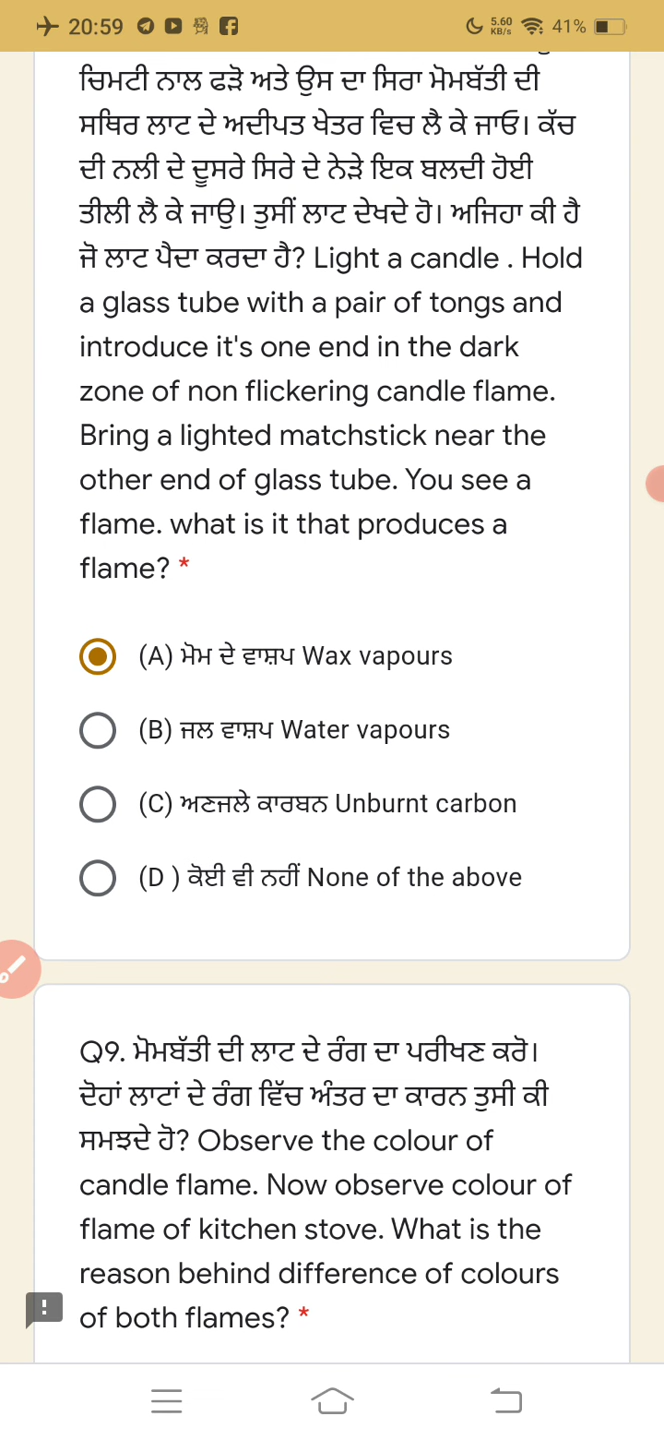 20:59
5.60
KB/s
41%
ਚਿਮਟੀ ਨਾਲ ਫੜੋ ਅਤੇ ਉਸ ਦਾ ਸਿਰਾ ਮੋਮਬੱਤੀ ਦੀ
ਸਥਿਰ ਲਾਟ ਦੇ ਅਦੀਪਤ ਖੇਤਰ ਵਿਚ ਲੈ ਕੇ ਜਾਓ। ਕੱਚ
ਦੀ ਨਲੀ ਦੇ ਦੂਸਰੇ ਸਿਰੇ ਦੇ ਨੇੜੇ ਇਕ ਬਲਦੀ ਹੋਈ
ਤੀਲੀ ਲੈ ਕੇ ਜਾਉ। ਤੁਸੀਂ ਲਾਟ ਦੇਖਦੇ ਹੋ। ਅਜਿਹਾ ਕੀ ਹੈ
ਜੋ ਲਾਟ ਪੈਦਾ ਕਰਦਾ ਹੈ? Light a candle . Hold
a glass tube with a pair of tongs and
introduce it's one end in the dark
zone of non flickering candle flame.
Bring a lighted matchstick near the
other end of glass tube. You see a
flame. what is it that produces a
flame? *
(A) ਮੋਮ ਦੇ ਵਾਸ਼ਪ Wax vapours
(B) ਜਲ ਵਾਸ਼ਪ Water vapours
(C) ਅਣਜਲੇ ਕਾਰਬਨ Unburnt carbon
(D ) ਕੋਈ ਵੀ ਨਹੀਂ None of the above
Q9. ਮੋਮਬੱਤੀ ਦੀ ਲਾਟ ਦੇ ਰੰਗ ਦਾ ਪਰੀਖਣ ਕਰੋ।
ਦੋਹਾਂ ਲਾਟਾਂ ਦੇ ਰੰਗ ਵਿੱਚ ਅੰਤਰ ਦਾ ਕਾਰਨ ਤੁਸੀ ਕੀ
ਸਮਝਦੇ ਹੋ? Observe the colour of
candle flame. Now observe colour of
flame of kitchen stove. What is the
reason behind difference of colours
of both flames? *